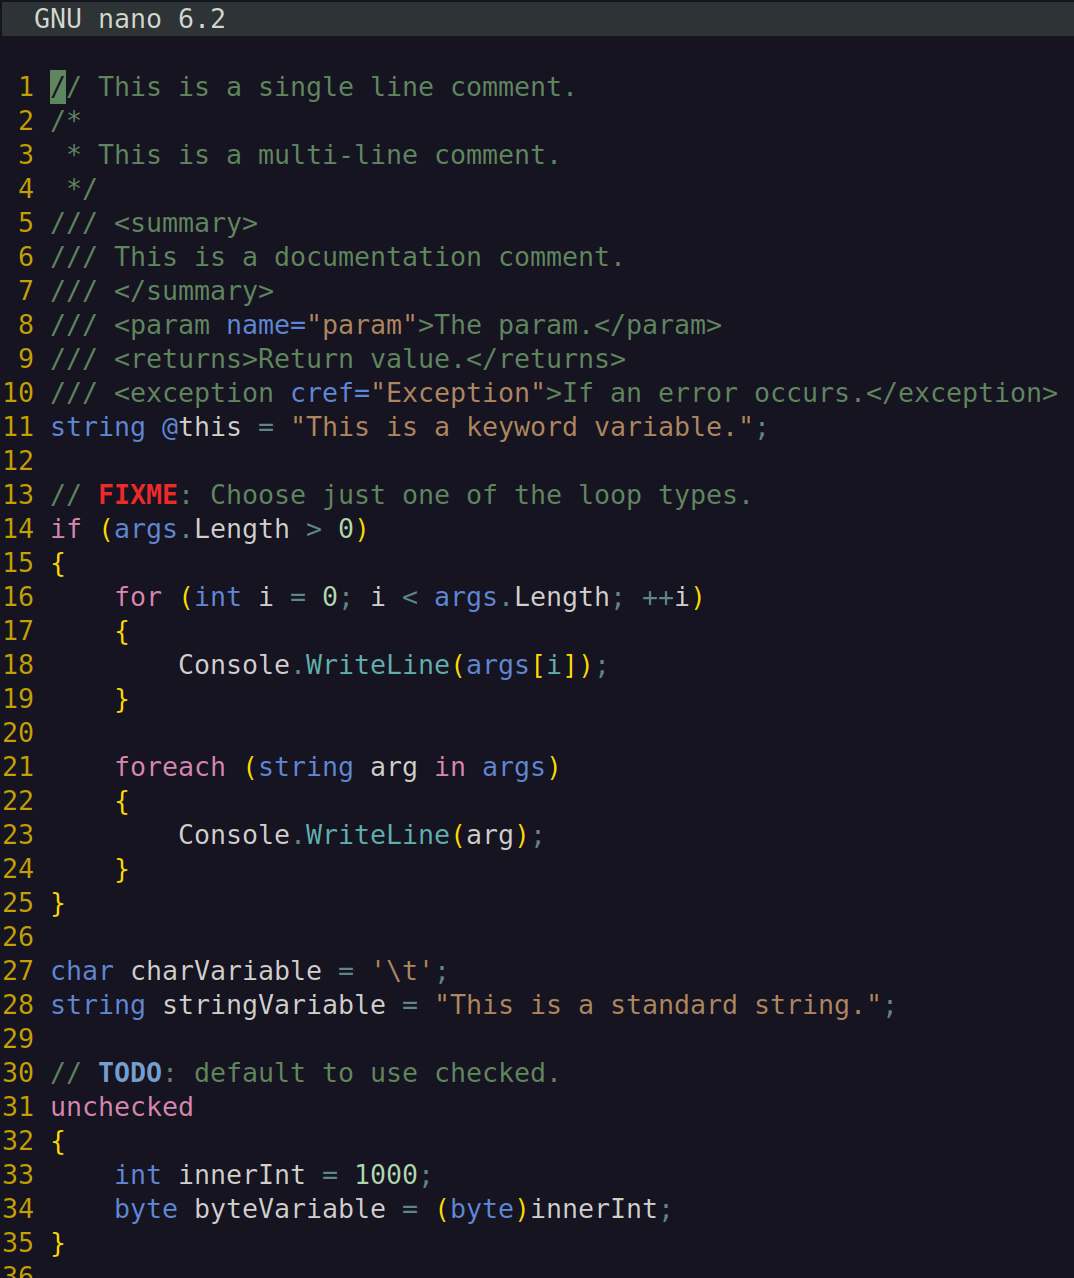 GNU nano 6.2
1 // This is a single line comment.
2 /*
3  * This is a multi-line comment.
4  */
5 /// <summary>
6 /// This is a documentation comment.
7 /// </summary>
8 /// <param name="param">The param.</param>
9 /// <returns>Return value.</returns>
10 /// <exception cref="Exception">If an error occurs.</exception>
11 string @this = "This is a keyword variable.";
12
13 // FIXME: Choose just one of the loop types.
14 if (args.Length > 0)
15 {
16     for (int i = 0; i < args.Length; ++i)
17     {
18         Console.WriteLine(args[i]);
19     }
20
21     foreach (string arg in args)
22     {
23         Console.WriteLine(arg);
24     }
25 }
26
27 char charVariable = '\t';
28 string stringVariable = "This is a standard string.";
29
30 // TODO: default to use checked.
31 unchecked
32 {
33     int innerInt = 1000;
34     byte byteVariable = (byte)innerInt;
35 }
36